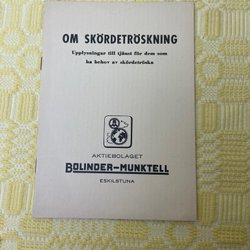 OM SKÖRDETRÖSKNING
Upplysningar till tjänst för dem som
ha behov av skördetröska
AKTIEBOLAGET
BOLINDER-MUNKTELL
ESKILSTUNA